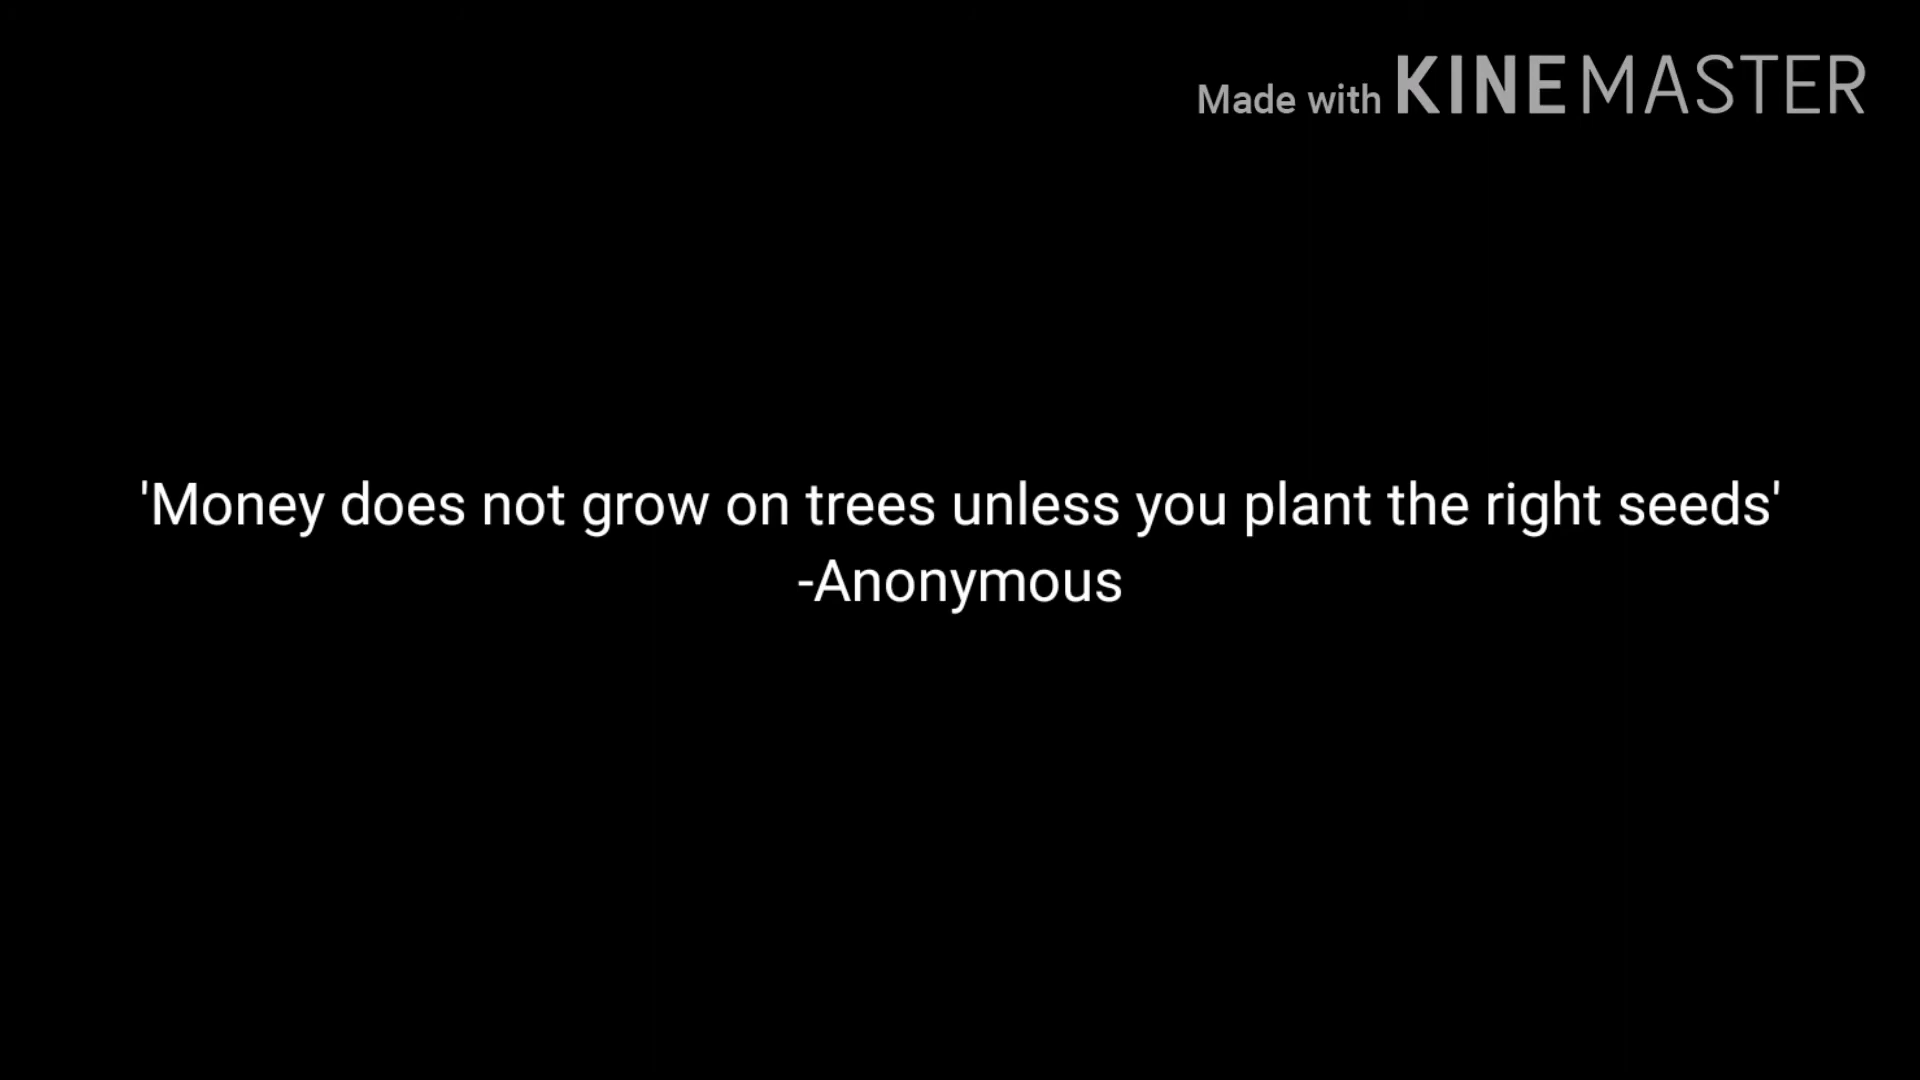 Made with KINEMASTER
'Money does not grow on trees unless you plant the right seeds'
-Anonymous